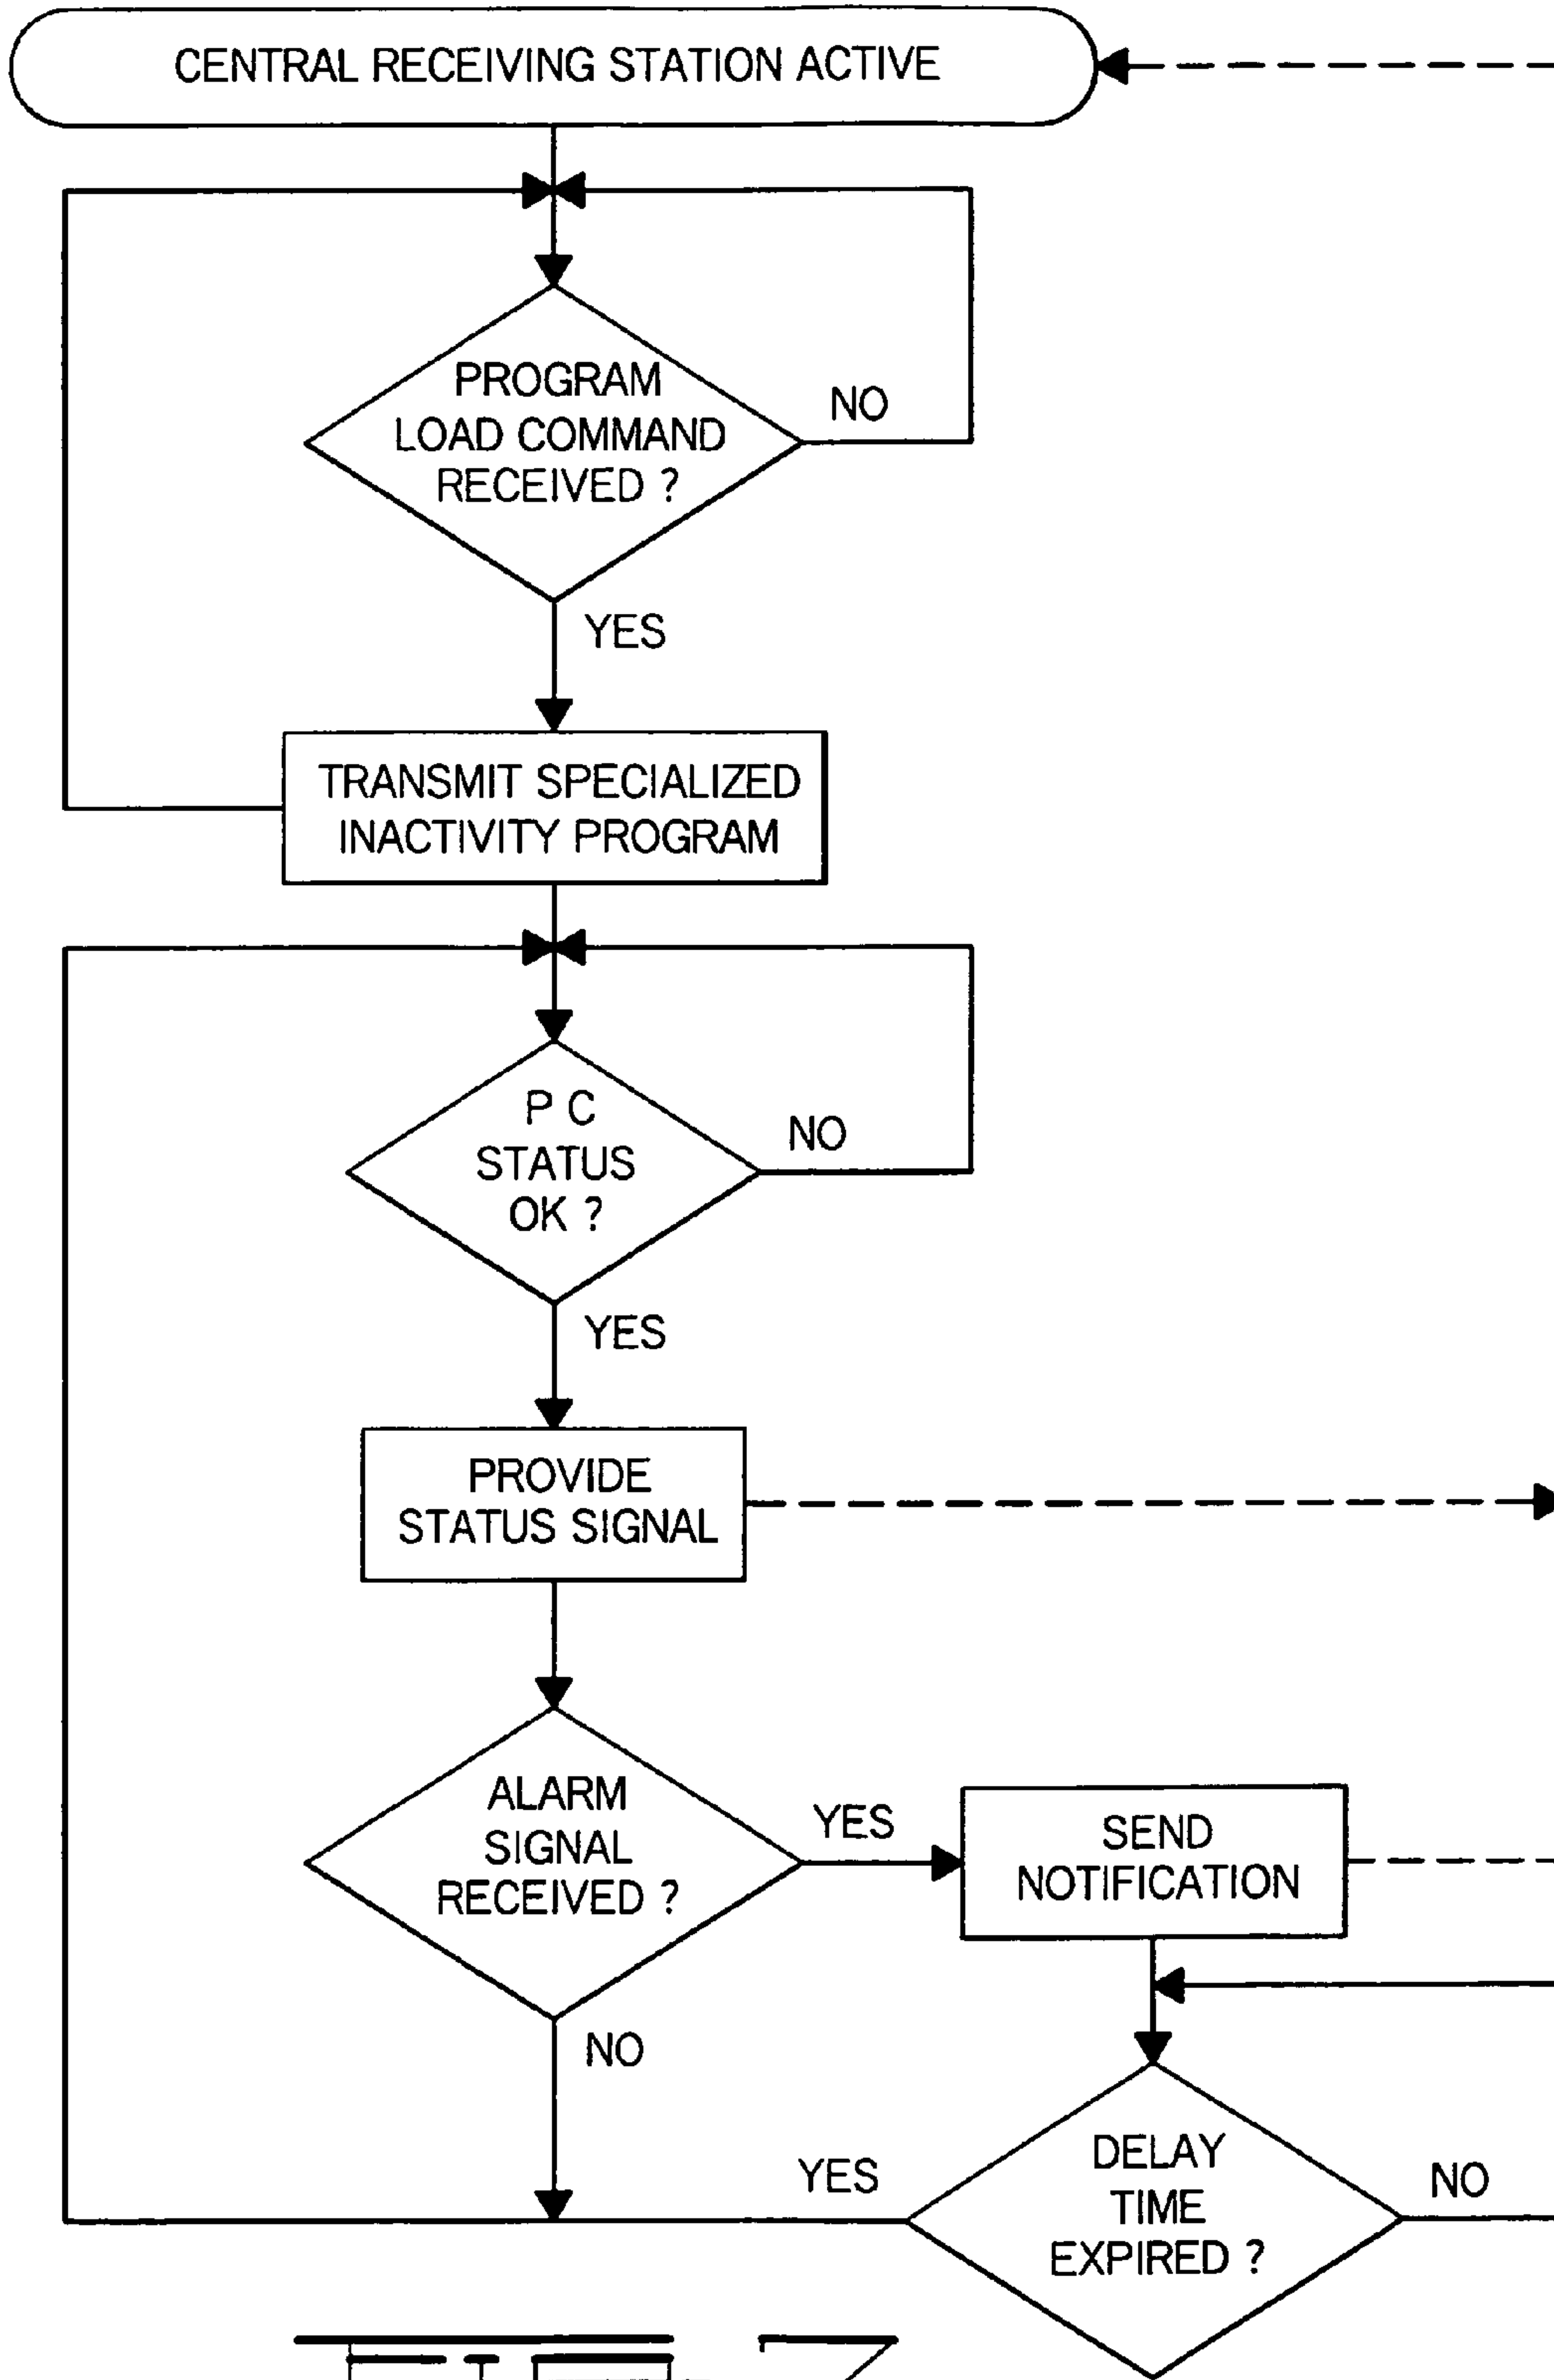 CENTRAL RECEIVING STATION ACTIVE
PROGRAM
LOAD COMMAND
RECEIVED ?
NO
YES
TRANSMIT SPECIALIZED
INACTIVITY PROGRAM
P C
STATUS
OK ?
NO
YES
PROVIDE
STATUS SIGNAL
ALARM
SIGNAL
RECEIVED ?
YES
SEND
NOTIFICATION
NO
DELAY
TIME
EXPIRED ?
YES
NO